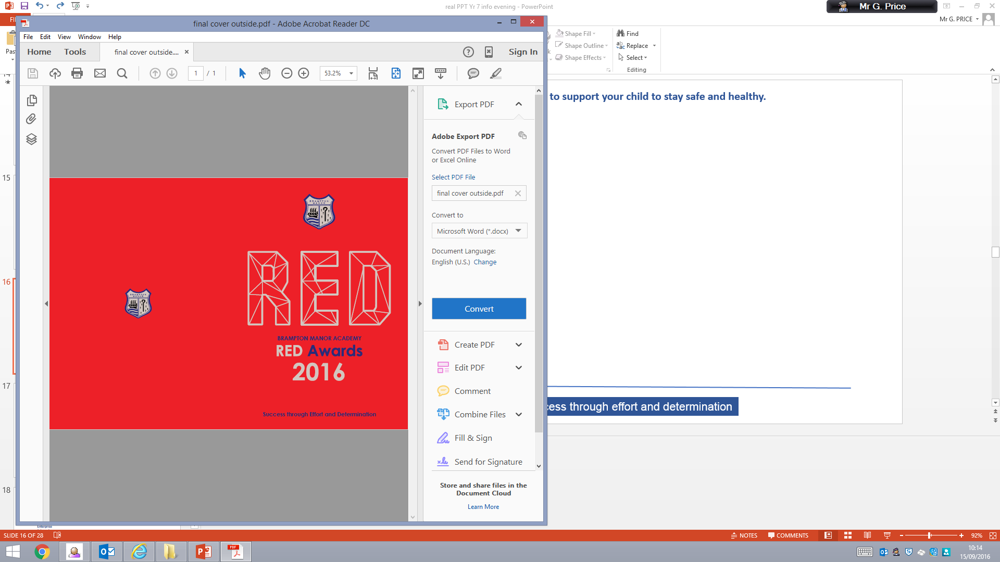 real PPT Yr 7 info evening - PowerPoint
Mr G. Price
Mr G. PRICE
final cover outside.pdf - Adobe Acrobat Reader DC
File Edit View Window Help
Home Tools final cover outside.... Sign In
1 / 1 53.2%
Shape Fill
Shape Outline
Shape Effects
Find
Replace
Select
Editing
15
16
17
18
to support your child to stay safe and healthy.
Export PDF
Adobe Export PDF
Convert PDF Files to Word
or Excel Online
Select PDF File
final cover outside.pdf
Convert to
Microsoft Word (*.docx)
Document Language:
English (U.S.) Change
Convert
Create PDF
Edit PDF
Comment
Combine Files
Fill & Sign
Send for Signature
Store and share files in the
Document Cloud
Learn More
BRAMPTON
MANOR
BRAMPTON
MANOR
RED
BRAMPTON MANOR ACADEMY
RED Awards
2016
Success through Effort and Determination
cess through effort and determination
Enterprise
SLIDE 16 OF 28 NOTES COMMENTS 92%
10:14
15/09/2016